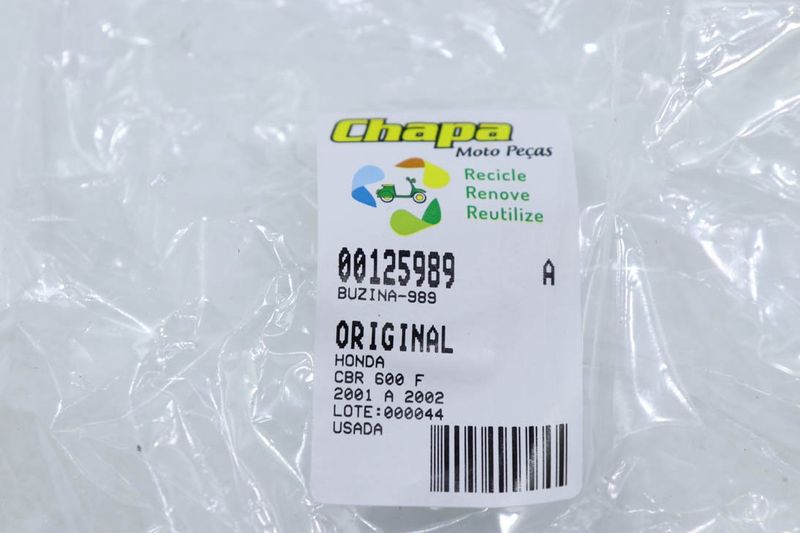 Chapa
Moto Peças
Recicle
Renove
Reutilize
00125989 A
BUZINA-989
ORIGINAL
HONDA
CBR 600 F
2001 A 2002
LOTE:000044
USADA